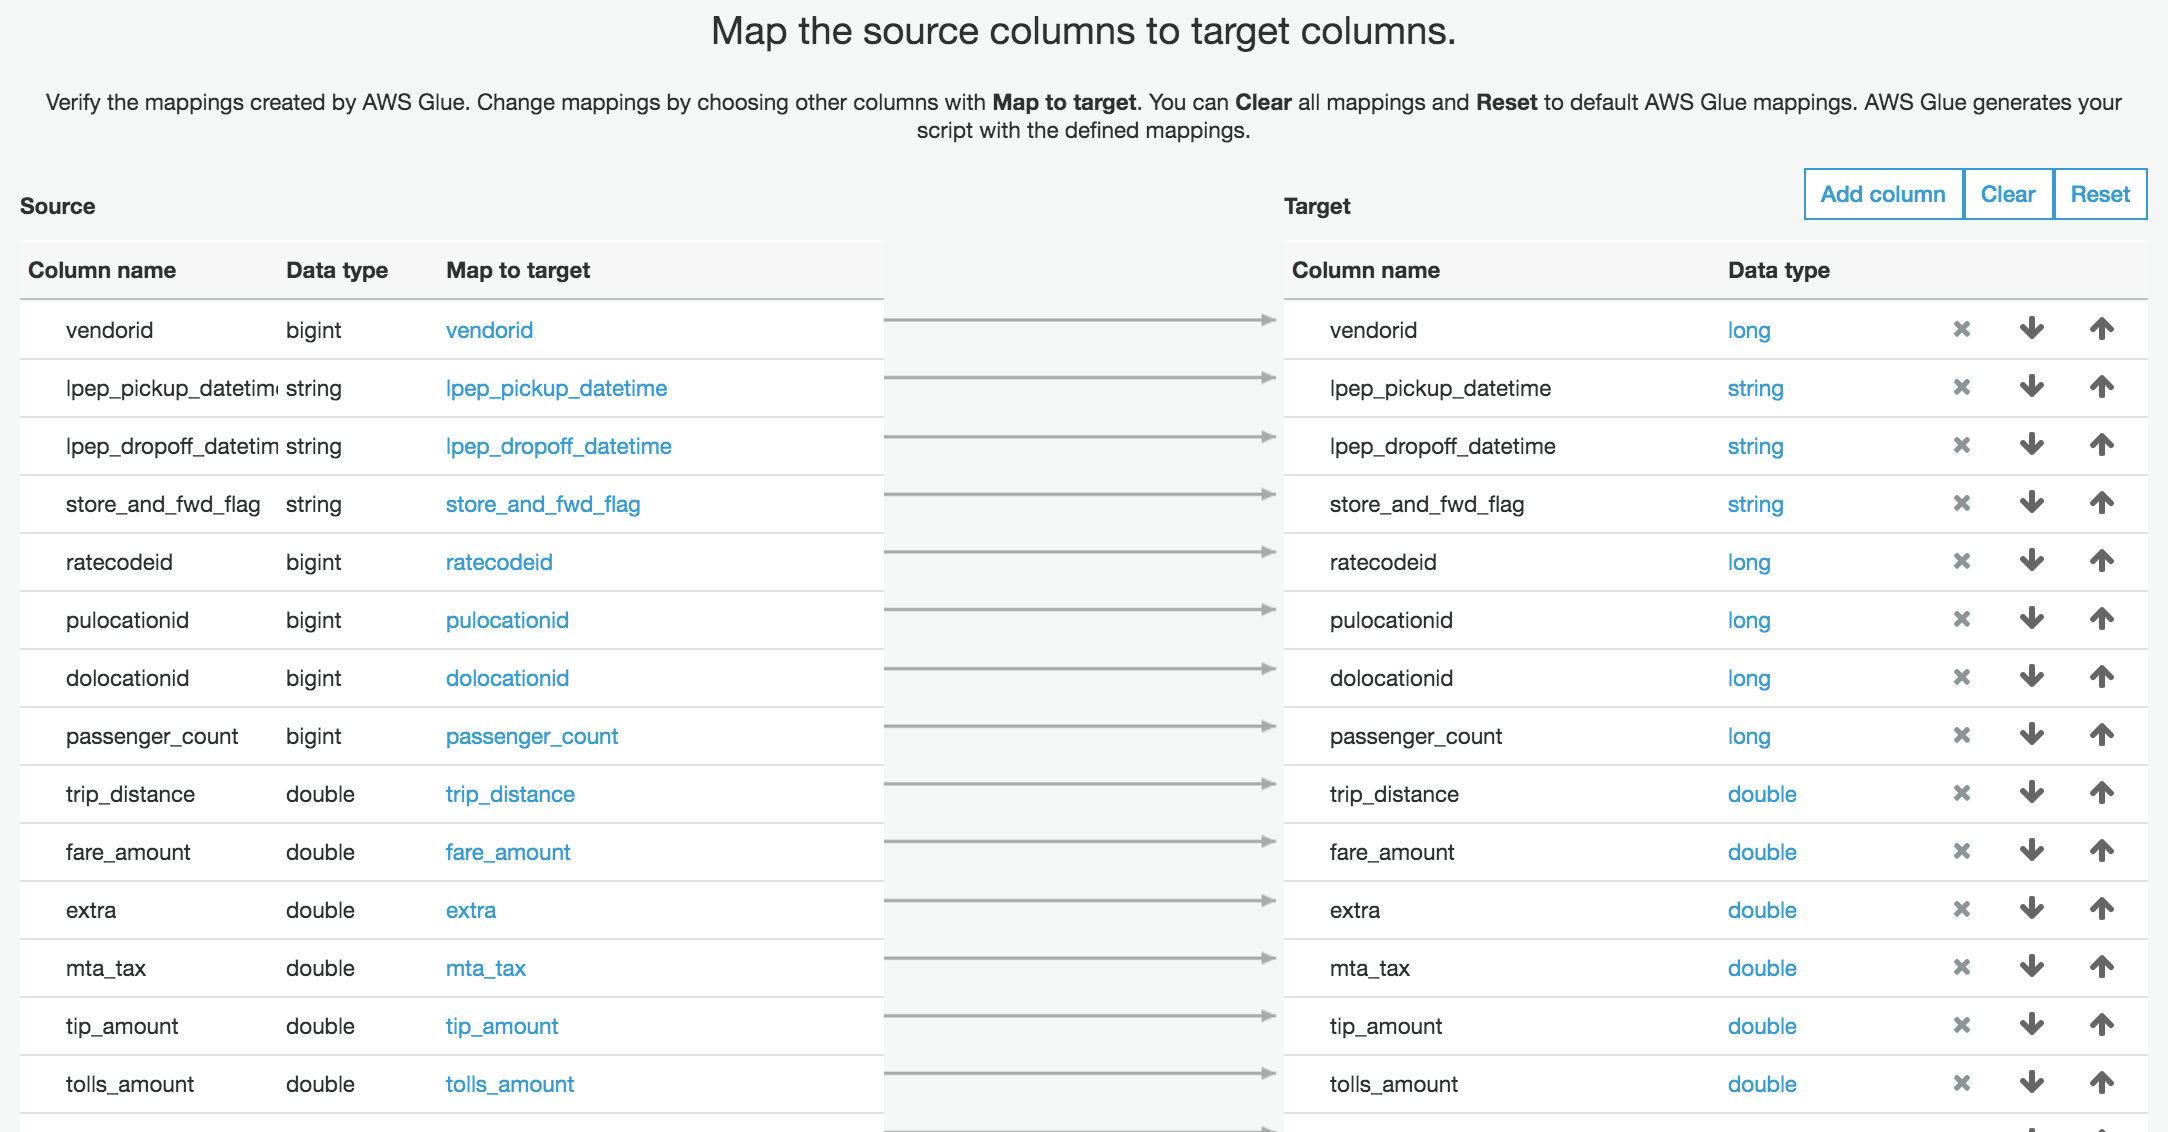 Map the source columns to target columns.
Verify the mappings created by AWS Glue. Change mappings by choosing other columns with Map to target. You can Clear all mappings and Reset to default AWS Glue mappings. AWS Glue generates your
script with the defined mappings.
Source
Target
Add column Clear Reset
Column name Data type Map to target Column name Data type
vendorid bigint vendorid vendorid long
lpep_pickup_datetim string lpep_pickup_datetime lpep_pickup_datetime string
lpep_dropoff_datetim string lpep_dropoff_datetime lpep_dropoff_datetime string
store_and_fwd_flag string store_and_fwd_flag store_and_fwd_flag string
ratecodeid bigint ratecodeid ratecodeid long
pulocationid bigint pulocationid pulocationid long
dolocationid bigint dolocationid dolocationid long
passenger_count bigint passenger_count passenger_count long
trip_distance double trip_distance trip_distance double
fare_amount double fare_amount fare_amount double
extra double extra extra double
mta_tax double mta_tax mta_tax double
tip_amount double tip_amount tip_amount double
tolls_amount double tolls_amount tolls_amount double